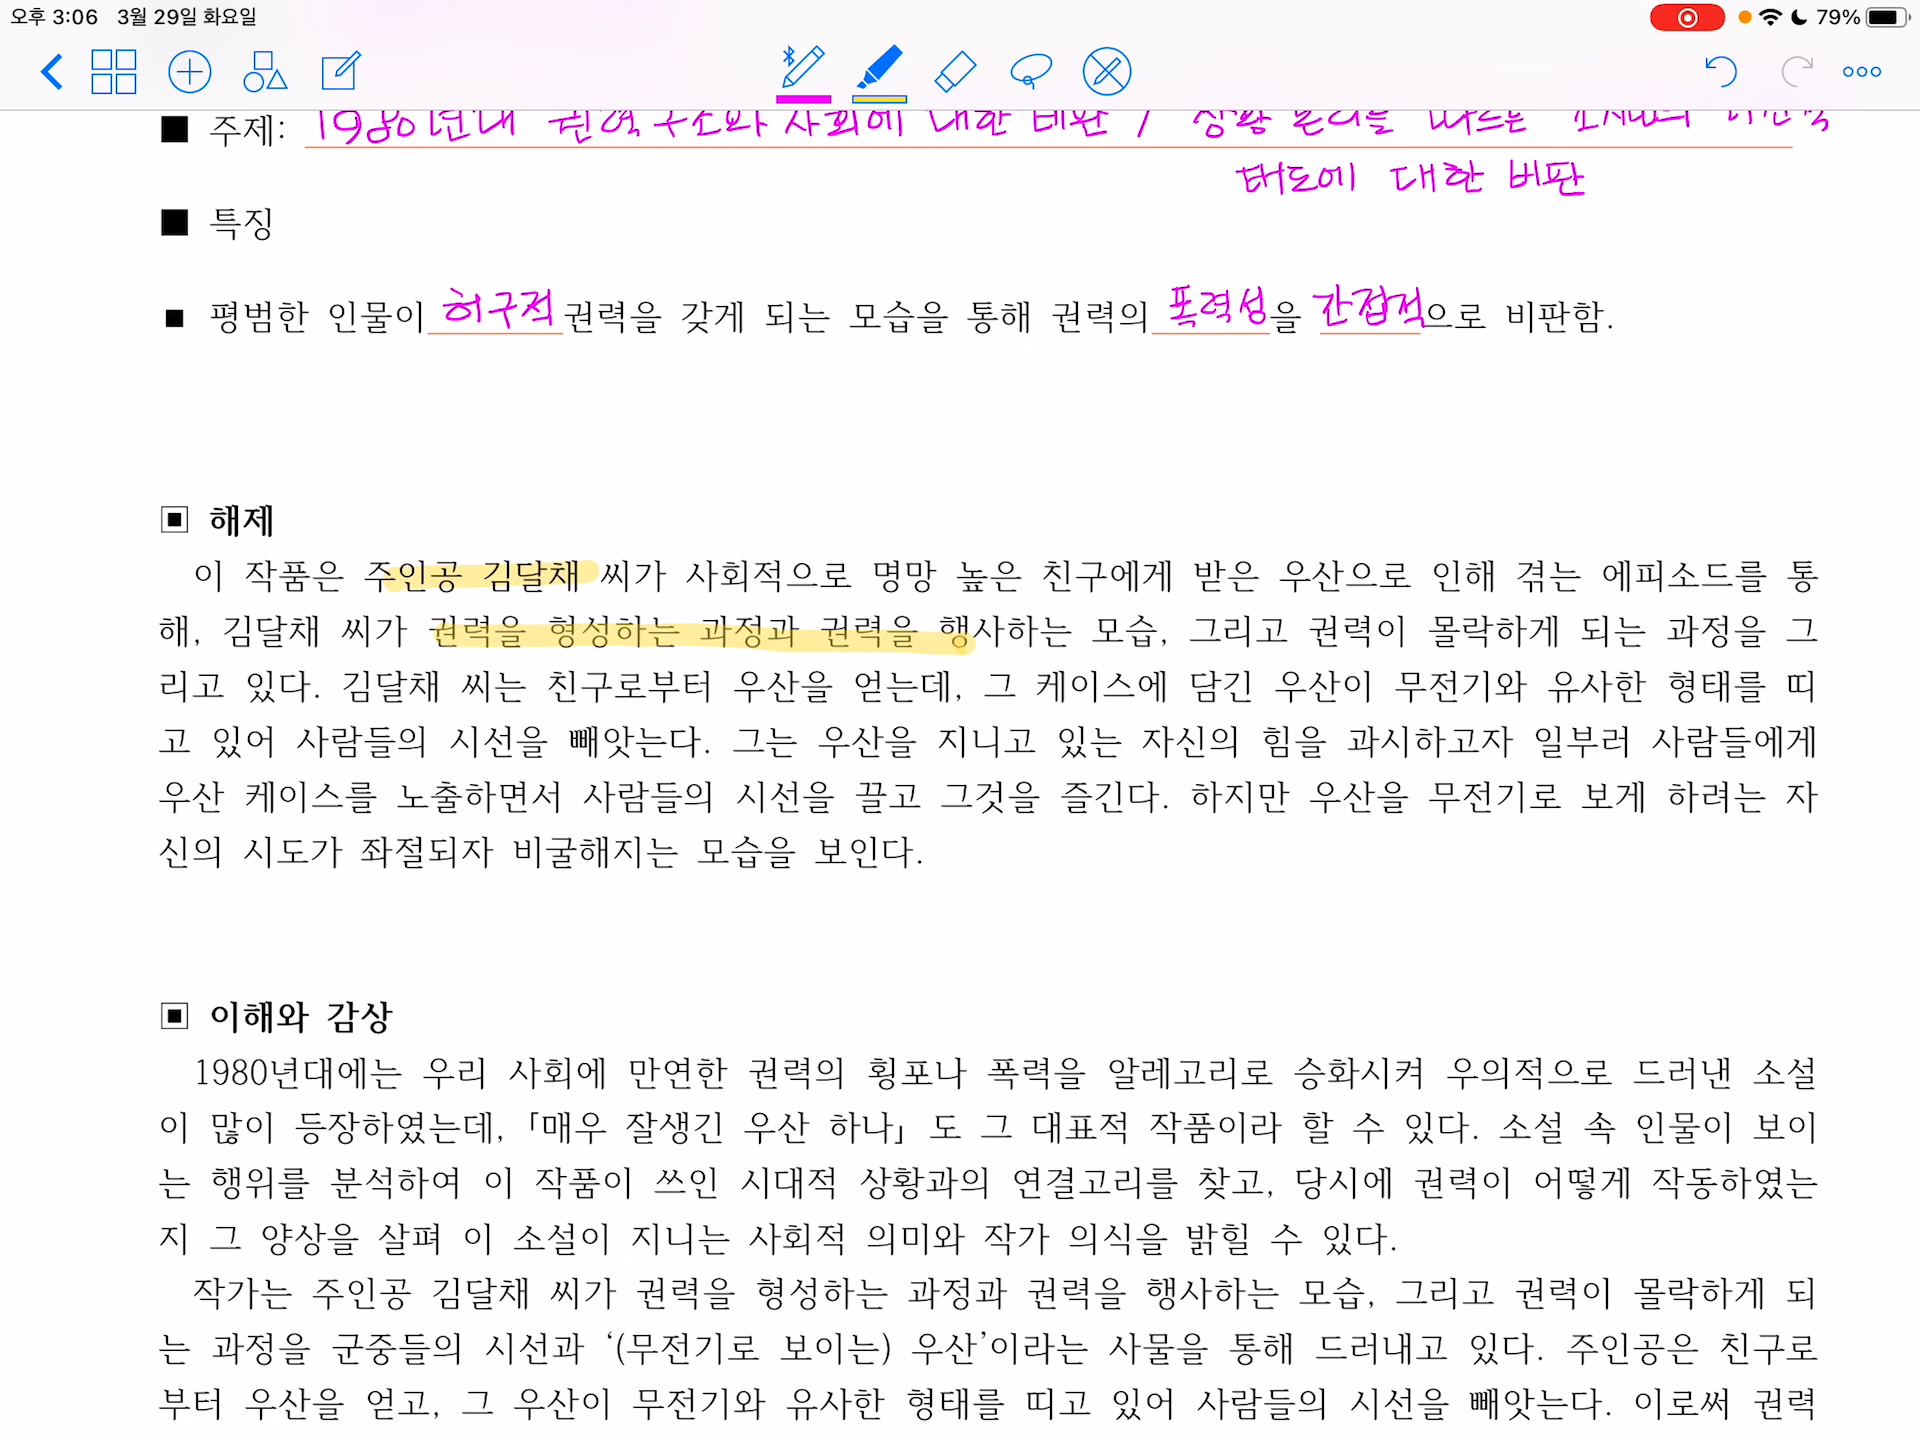 오후 3:06 3월 29일 화요일 79%
■ 주제: 1980년대 권력구조와 사회에 대한 비판 / 상황 논리를 따르는 소시민의
태도에 대한 비판
■ 특징
■ 평범한 인물이 허구적 권력을 갖게 되는 모습을 통해 권력의 폭력성을 간접적으로 비판함.
▣ 해제
이 작품은 주인공 김달채 씨가 사회적으로 명망 높은 친구에게 받은 우산으로 인해 겪는 에피소드를 통
해, 김달채 씨가 권력을 형성하는 과정과 권력을 행사하는 모습, 그리고 권력이 몰락하게 되는 과정을 그
리고 있다. 김달채 씨는 친구로부터 우산을 얻는데, 그 케이스에 담긴 우산이 무전기와 유사한 형태를 띠
고 있어 사람들의 시선을 빼앗는다. 그는 우산을 지니고 있는 자신의 힘을 과시하고자 일부러 사람들에게
우산 케이스를 노출하면서 사람들의 시선을 끌고 그것을 즐긴다. 하지만 우산을 무전기로 보게 하려는 자
신의 시도가 좌절되자 비굴해지는 모습을 보인다.
▣ 이해와 감상
1980년대에는 우리 사회에 만연한 권력의 횡포나 폭력을 알레고리로 승화시켜 우의적으로 드러낸 소설
이 많이 등장하였는데, 「매우 잘생긴 우산 하나」도 그 대표적 작품이라 할 수 있다. 소설 속 인물이 보이
는 행위를 분석하여 이 작품이 쓰인 시대적 상황과의 연결고리를 찾고, 당시에 권력이 어떻게 작동하였는
지 그 양상을 살펴 이 소설이 지니는 사회적 의미와 작가 의식을 밝힐 수 있다.
작가는 주인공 김달채 씨가 권력을 형성하는 과정과 권력을 행사하는 모습, 그리고 권력이 몰락하게 되
는 과정을 군중들의 시선과 ‘(무전기로 보이는) 우산’이라는 사물을 통해 드러내고 있다. 주인공은 친구로
부터 우산을 얻고, 그 우산이 무전기와 유사한 형태를 띠고 있어 사람들의 시선을 빼앗는다. 이로써 권력